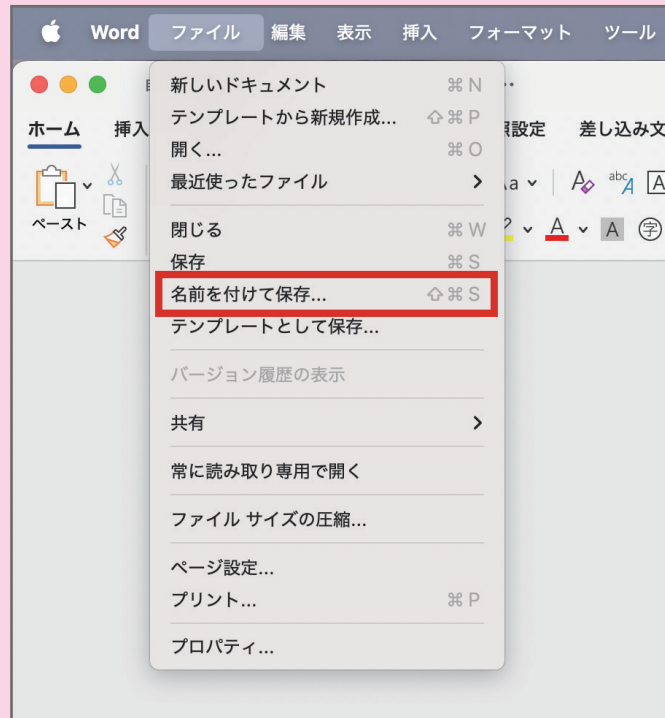 Word ファイル 編集 表示 挿入 フォーマット ツール
ホーム 挿入 設定 差し込み文
ペースト
新しいドキュメント ⌘ N
テンプレートから新規作成... ⇧ ⌘ P
開く... ⌘ O
最近使ったファイル >
閉じる ⌘ W
保存 ⌘ S
名前を付けて保存... ⇧ ⌘ S
テンプレートとして保存...
バージョン履歴の表示
共有 >
常に読み取り専用で開く
ファイル サイズの圧縮...
ページ設定...
プリント... ⌘ P
プロパティ...
a A abc A A
A A 字